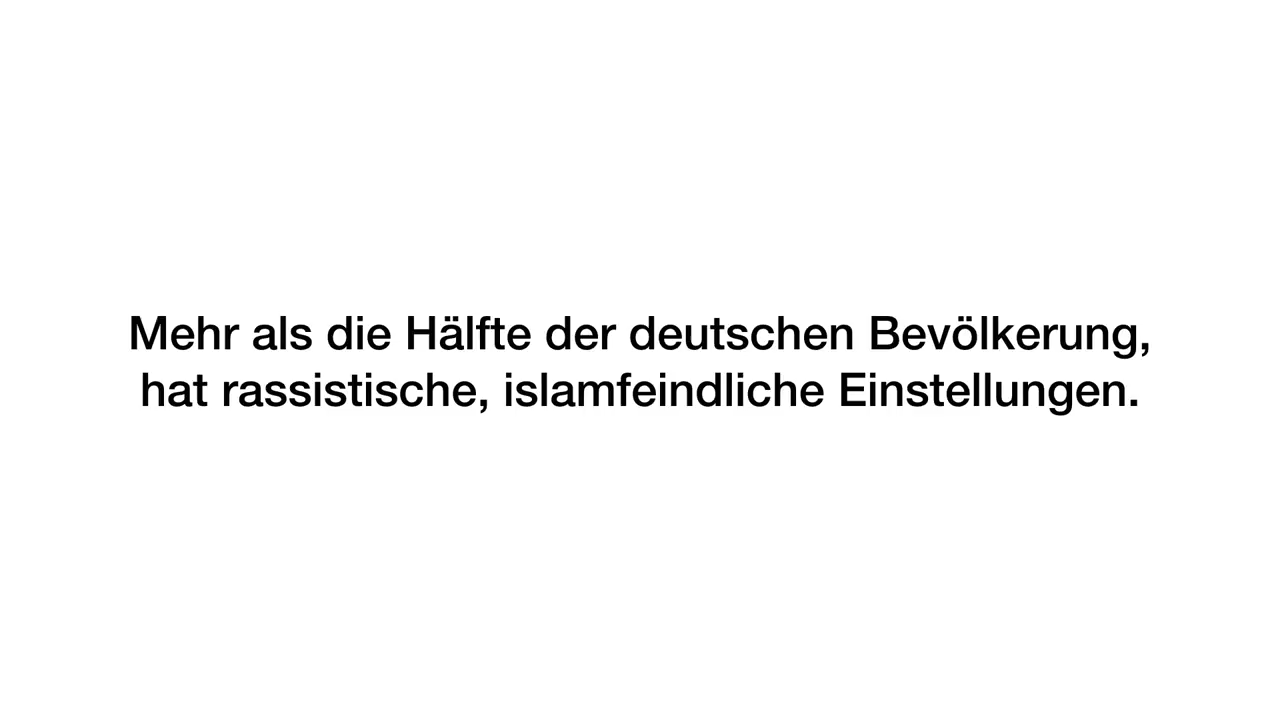 Mehr als die Hälfte der deutschen Bevölkerung,
hat rassistische, islamfeindliche Einstellungen.